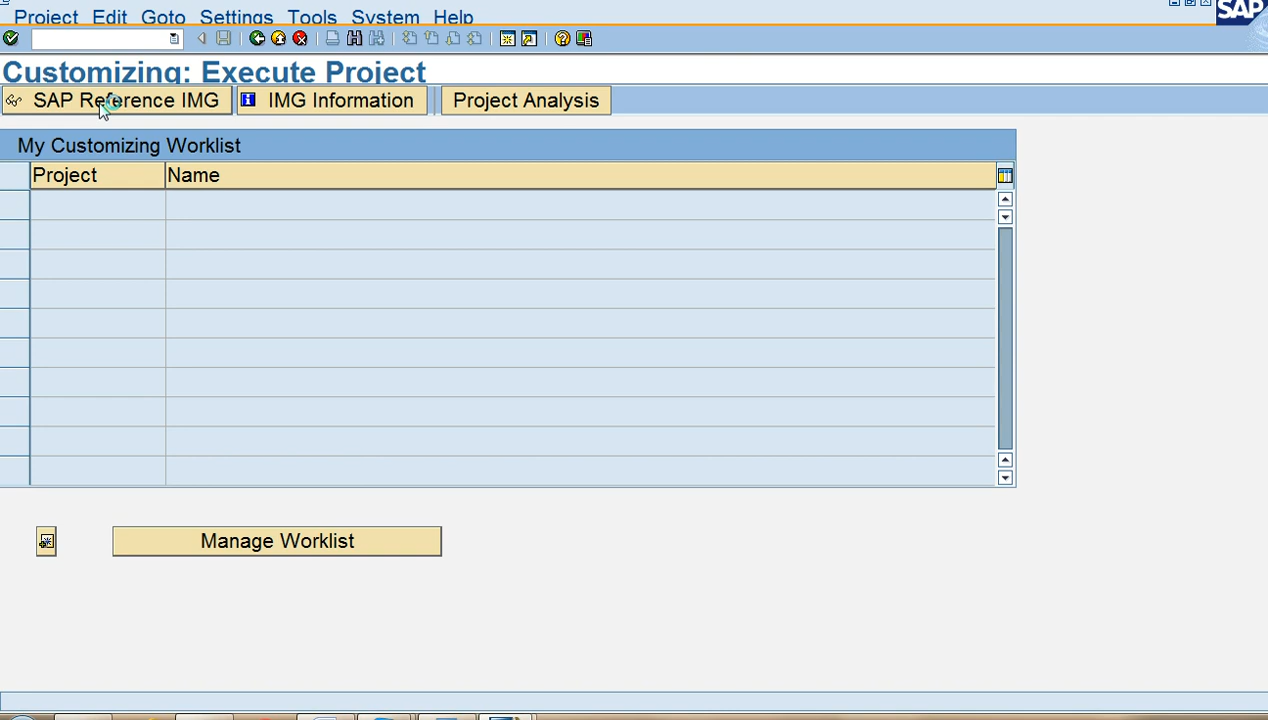 Project Edit Goto Settings Tools System Help
SAP
Customizing: Execute Project
SAP Reference IMG IMG Information Project Analysis
My Customizing Worklist
Project Name
Manage Worklist